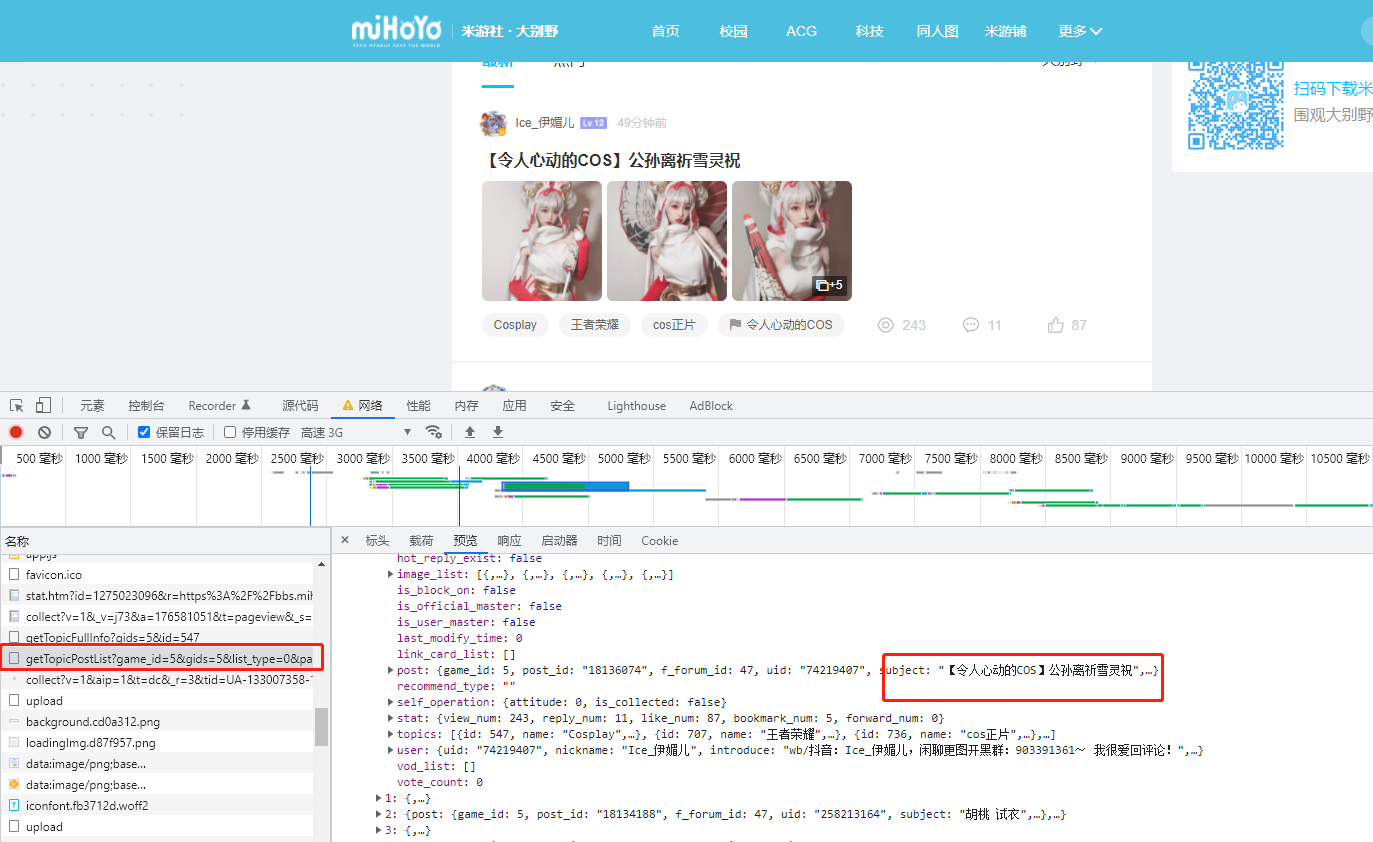 miHoYo 米游社·大别野 首页 校园 ACG 科技 同人图 米游铺 更多
TECH OTAKUS SAVE THE WORLD
最新 热门 大别野
扫码下载米
围观大别野
Ice_伊媚儿 Lv.12 49分钟前
【令人心动的COS】公孙离祈雪灵祝
+5
Cosplay 王者荣耀 cos正片 令人心动的COS 243 11 87
元素 控制台 Recorder 源代码 网络 性能 内存 应用 安全 Lighthouse AdBlock
保留日志 停用缓存 高速 3G
500 毫秒 1000 毫秒 1500 毫秒 2000 毫秒 2500 毫秒 3000 毫秒 3500 毫秒 4000 毫秒 4500 毫秒 5000 毫秒 5500 毫秒 6000 毫秒 6500 毫秒 7000 毫秒 7500 毫秒 8000 毫秒 8500 毫秒 9000 毫秒 9500 毫秒 10000 毫秒 10500 毫秒
名称
app.js
favicon.ico
stat.htm?id=1275023096&r=https%3A%2F%2Fbbs.mih
collect?v=1&_v=j73&a=176581051&t=pageview&_s=
getTopicFullInfo?gids=5&id=547
getTopicPostList?game_id=5&gids=5&list_type=0&pa
collect?v=1&aip=1&t=dc&_r=3&tid=UA-133007358-1
upload
background.cd0a312.png
loadingImg.d87f957.png
data:image/png;base...
data:image/png;base...
iconfont.fb3712d.woff2
upload
× 标头 载荷 预览 响应 启动器 时间 Cookie
hot_reply_exist: false
image_list: [{,…}, {,…}, {,…}, {,…}, {,…}]
is_block_on: false
is_official_master: false
is_user_master: false
last_modify_time: 0
link_card_list: []
post: {game_id: 5, post_id: "18136074", f_forum_id: 47, uid: "74219407", subject: "【令人心动的COS】公孙离祈雪灵祝",…}
recommend_type: ""
self_operation: {attitude: 0, is_collected: false}
stat: {view_num: 243, reply_num: 11, like_num: 87, bookmark_num: 5, forward_num: 0}
topics: [{id: 547, name: "Cosplay",…}, {id: 707, name: "王者荣耀",…}, {id: 736, name: "cos正片",…},…]
user: {uid: "74219407", nickname: "Ice_伊媚儿", introduce: "wb/抖音：Ice_伊媚儿，闲聊更图开黑群：903391361～ 我很爱回评论！",…}
vod_list: []
vote_count: 0
1: {,…}
2: {post: {game_id: 5, post_id: "18134188", f_forum_id: 47, uid: "258213164", subject: "胡桃 试衣",…},…}
3: {,…}